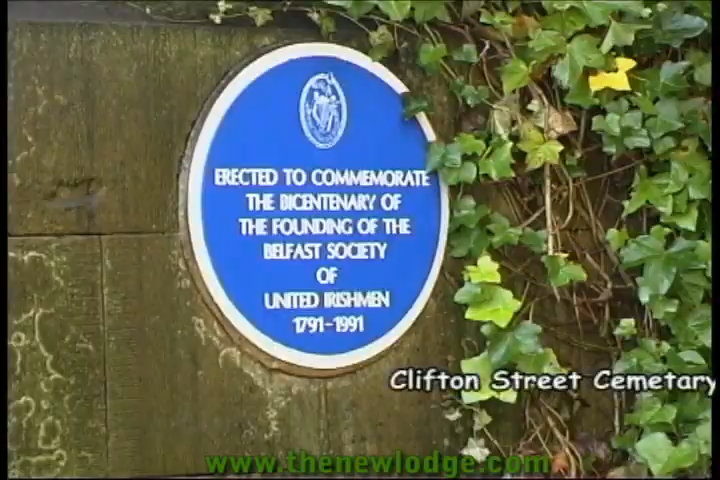 ERECTED TO COMMEMORATE
THE BICENTENARY OF
THE FOUNDING OF THE
BELFAST SOCIETY
OF
UNITED IRISHMEN
1791-1991
Clifton Street Cemetary
www.thenewlodge.com